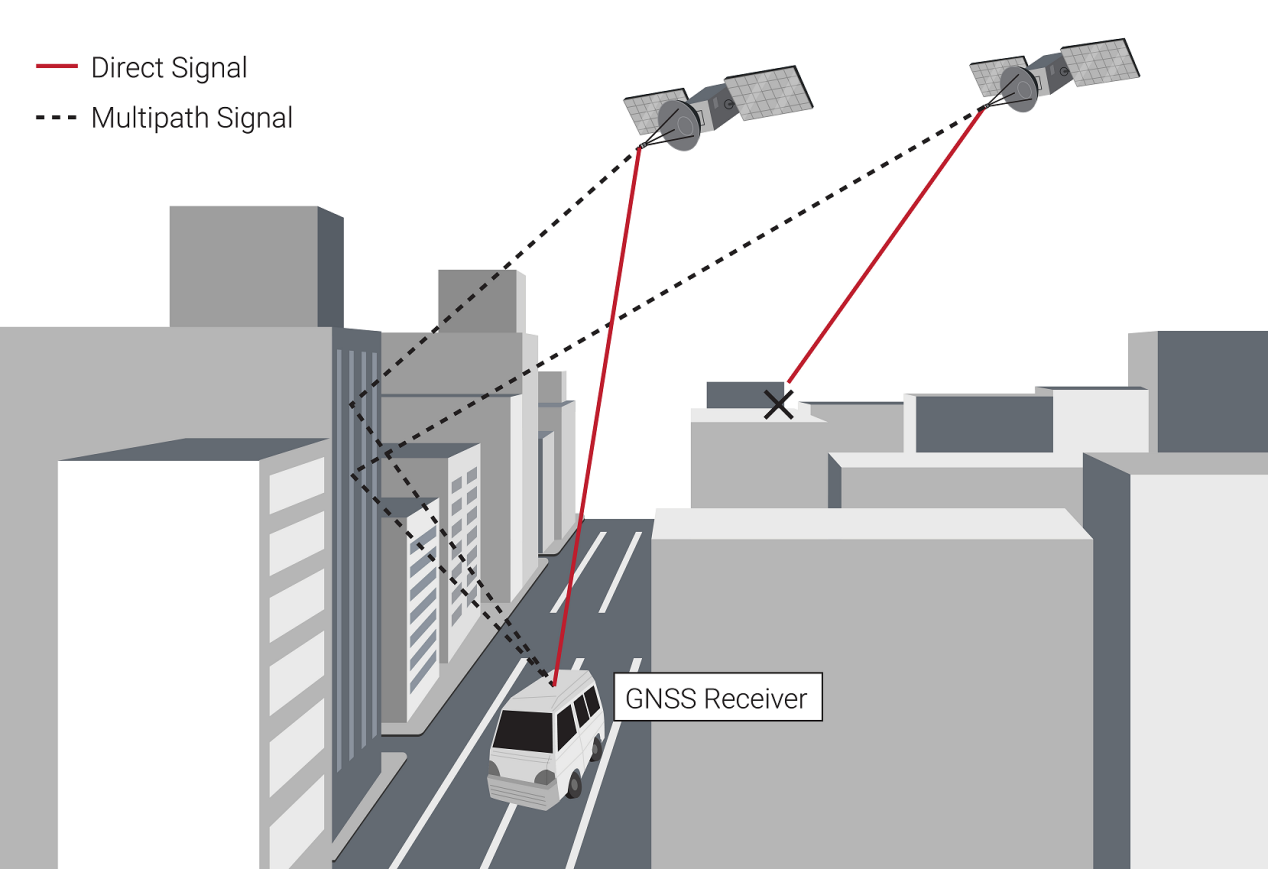 Direct Signal
Multipath Signal
GNSS Receiver